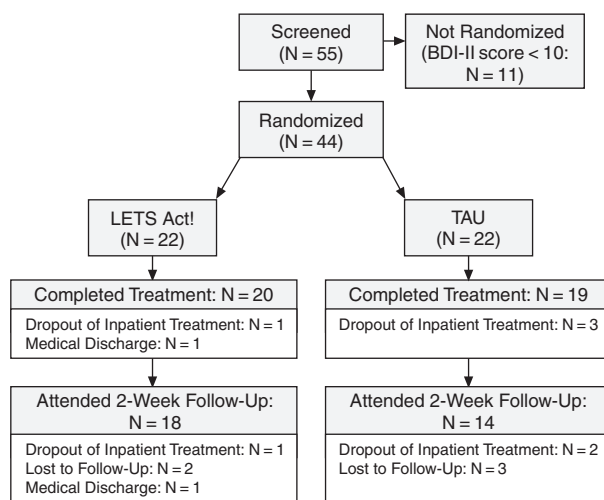 Screened
(N = 55)
Not Randomized
(BDI-II score < 10:
N = 11)
Randomized
(N = 44)
LETS Act!
(N = 22)
TAU
(N = 22)
Completed Treatment: N = 20
Dropout of Inpatient Treatment: N = 1
Medical Discharge: N = 1
Completed Treatment: N = 19
Dropout of Inpatient Treatment: N = 3
Attended 2-Week Follow-Up:
N = 18
Dropout of Inpatient Treatment: N = 1
Lost to Follow-Up: N = 2
Medical Discharge: N = 1
Attended 2-Week Follow-Up:
N = 14
Dropout of Inpatient Treatment: N = 2
Lost to Follow-Up: N = 3